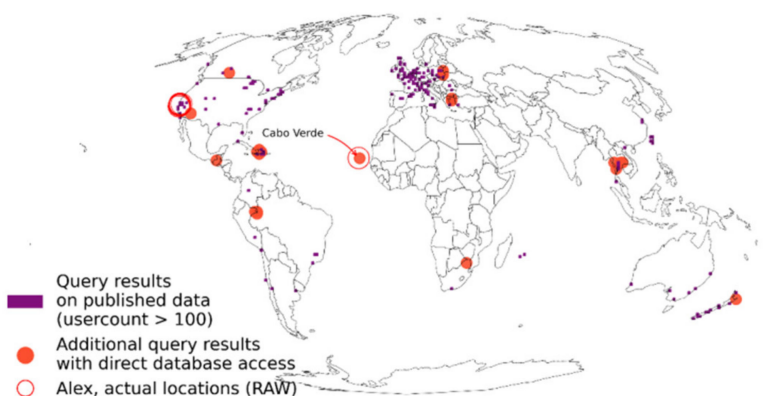 Cabo Verde
Query results
on published data
(usercount > 100)
Additional query results
with direct database access
Alex, actual locations (RAW)